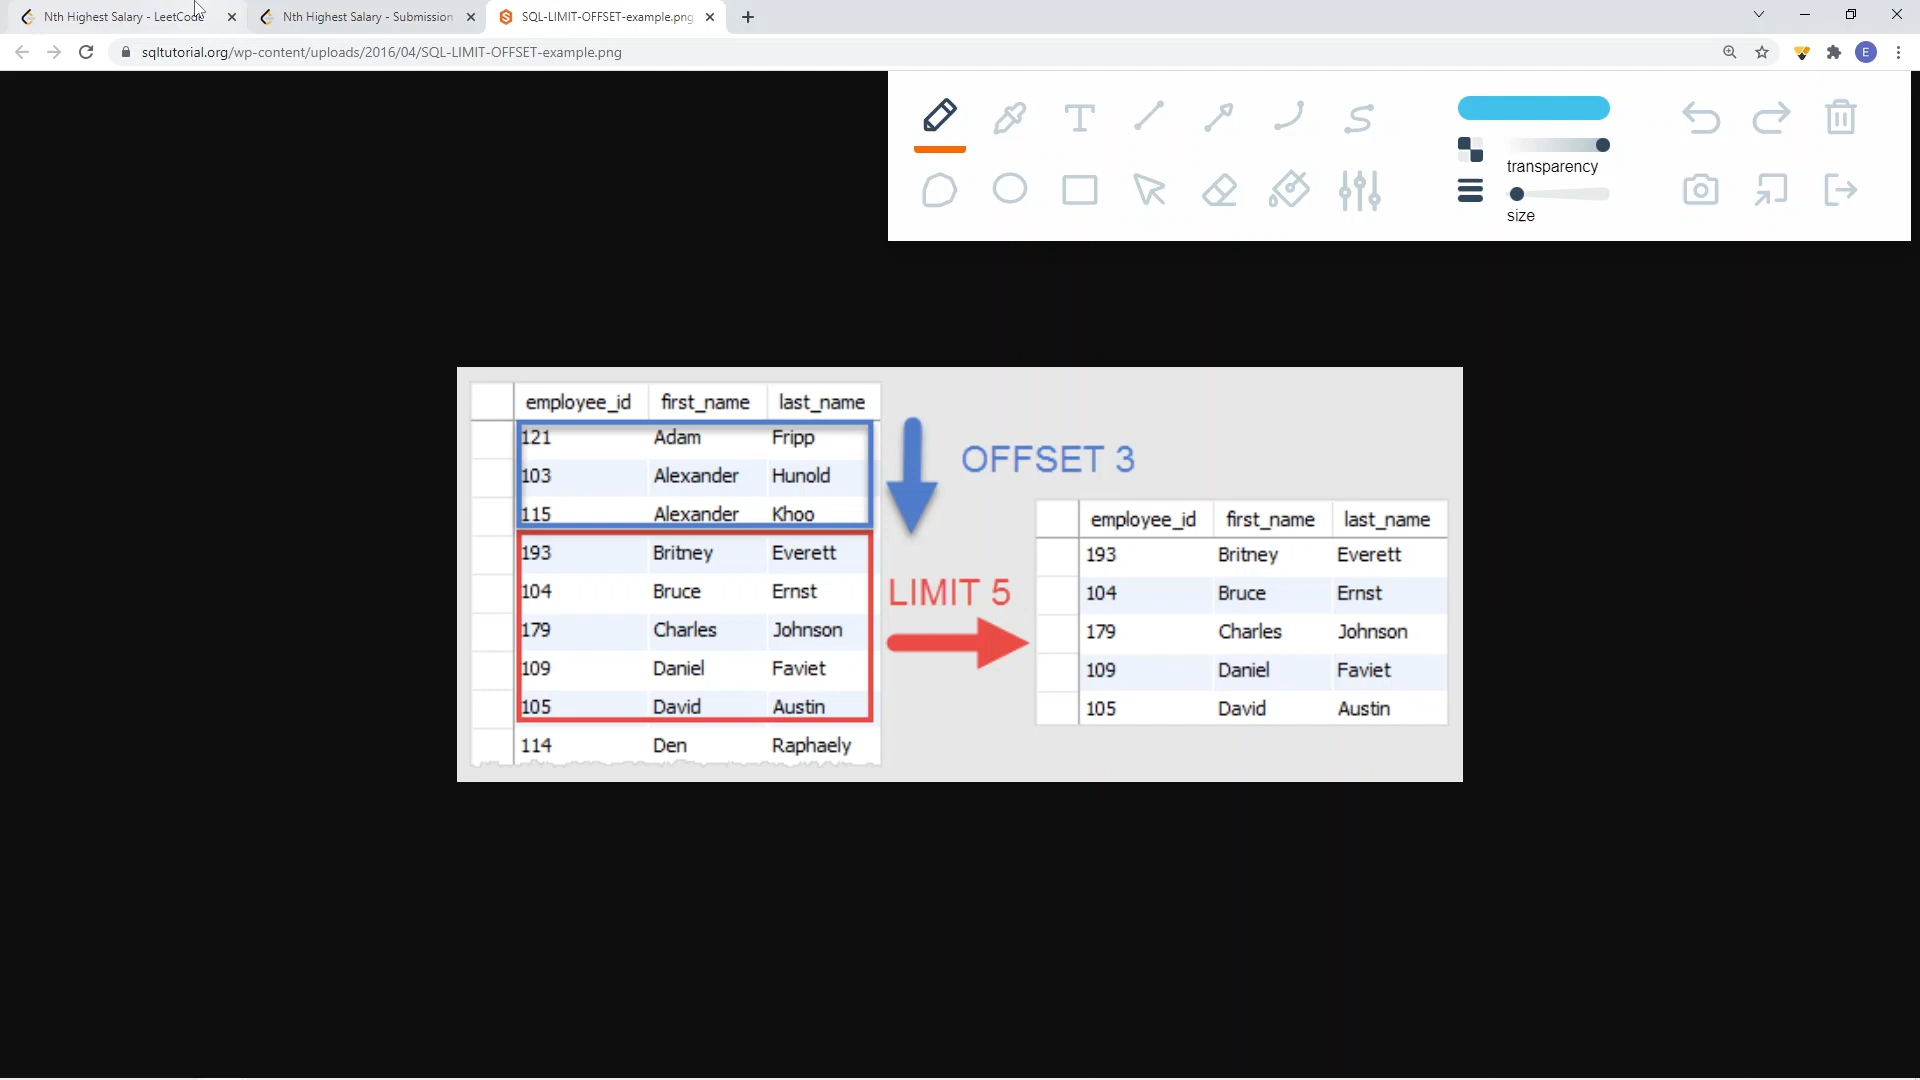 Nth Highest Salary - LeetCode
Nth Highest Salary - Submission
SQL-LIMIT-OFFSET-example.png
sqltutorial.org/wp-content/uploads/2016/04/SQL-LIMIT-OFFSET-example.png
E
T
transparency
size
employee_id first_name last_name
121 Adam Fripp
103 Alexander Hunold
115 Alexander Khoo
193 Britney Everett
104 Bruce Ernst
179 Charles Johnson
109 Daniel Faviet
105 David Austin
114 Den Raphaely
OFFSET 3
LIMIT 5
employee_id first_name last_name
193 Britney Everett
104 Bruce Ernst
179 Charles Johnson
109 Daniel Faviet
105 David Austin